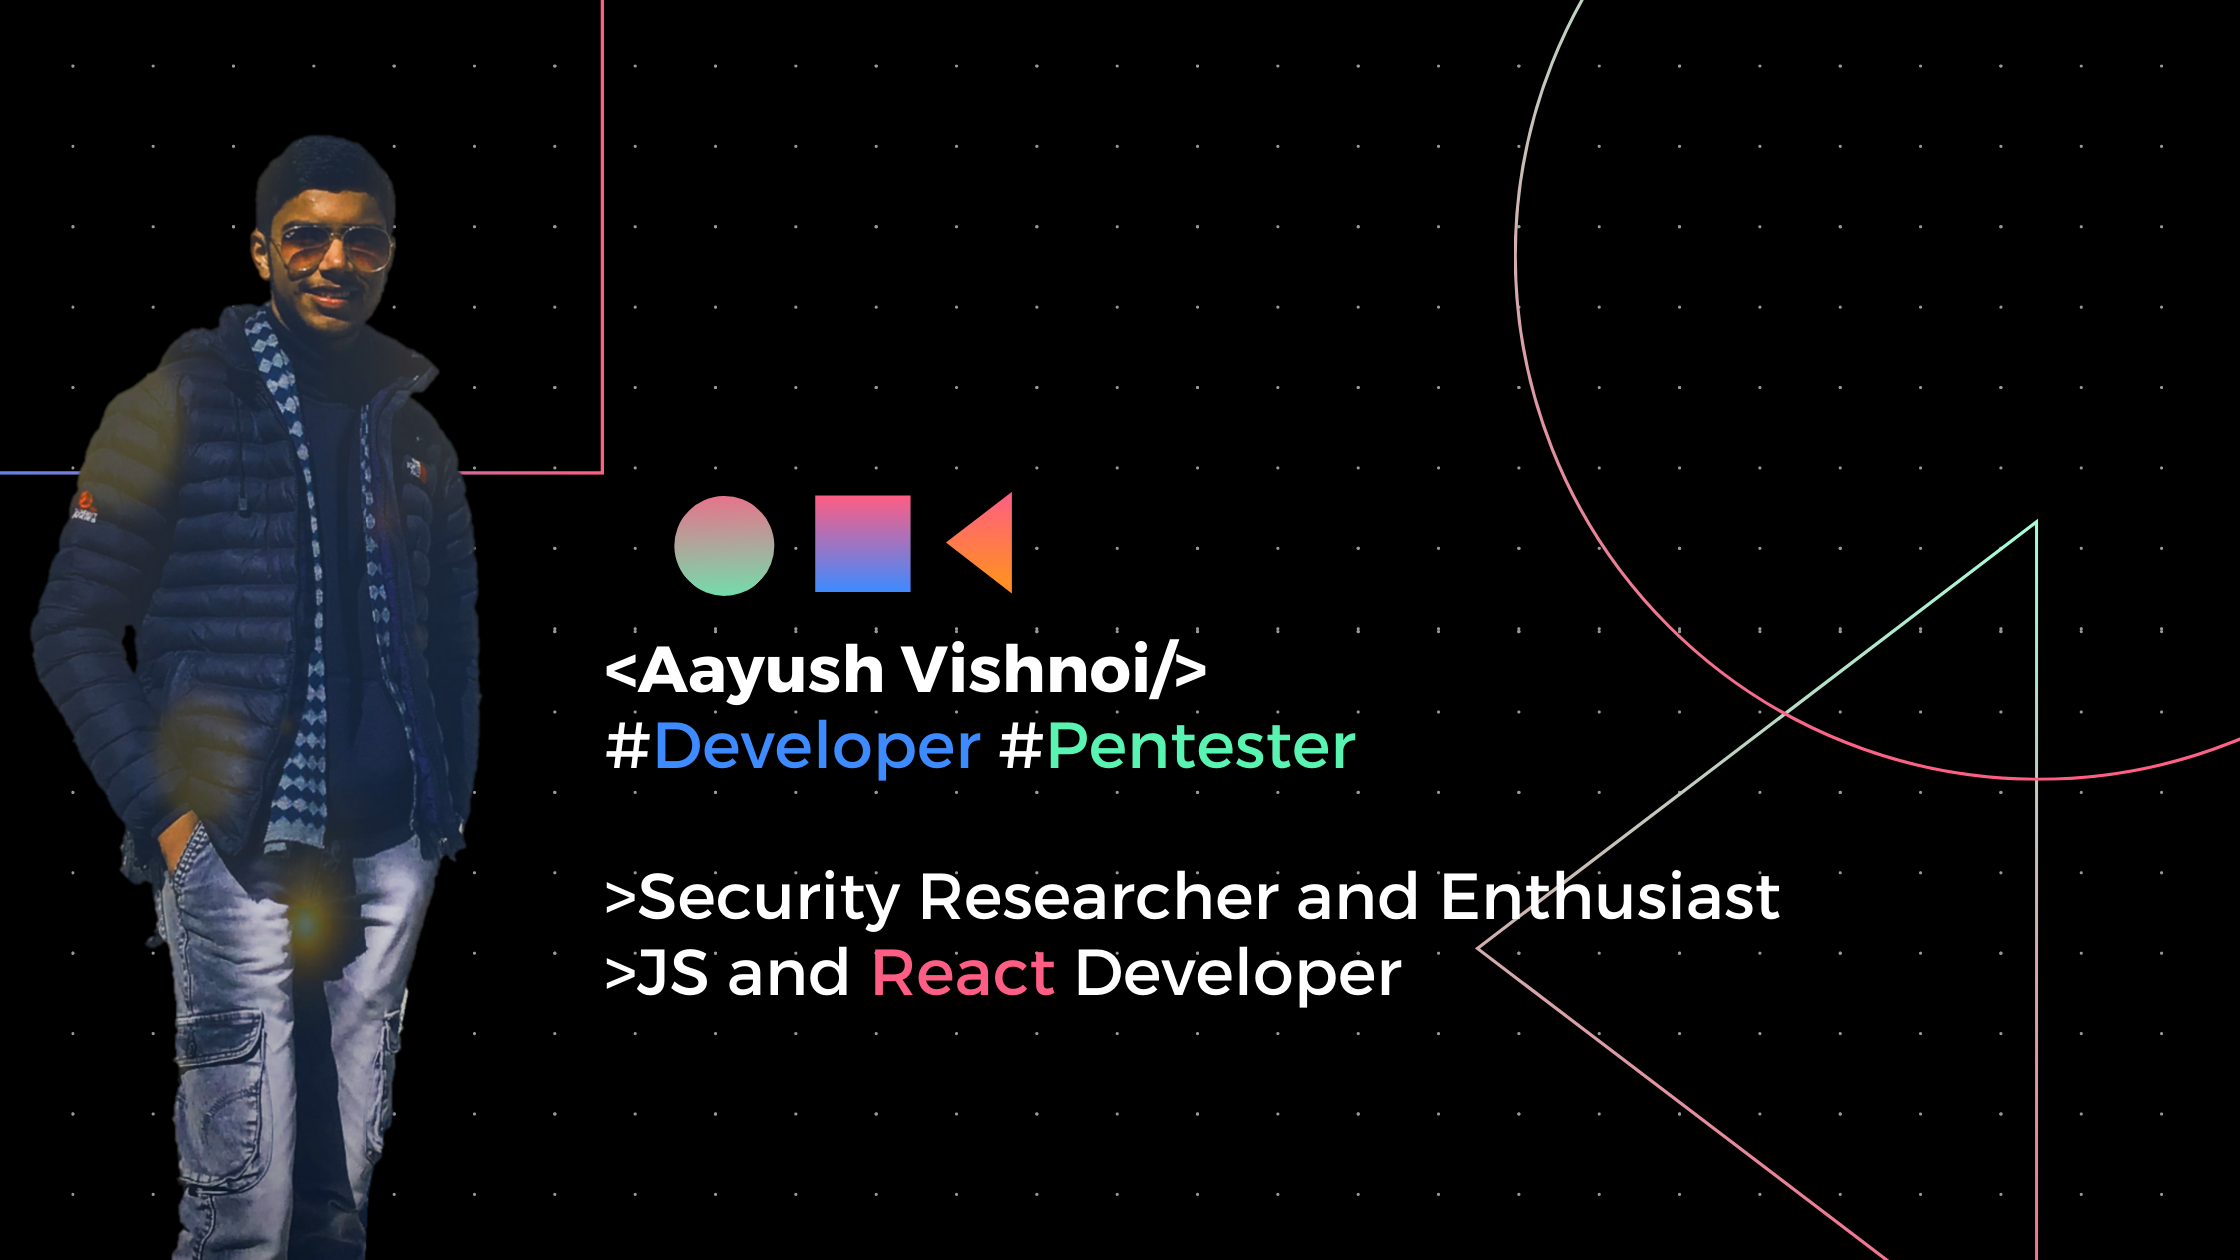 <Aayush Vishnoi/>
#Developer #Pentester
>Security Researcher and Enthusiast
>JS and React Developer